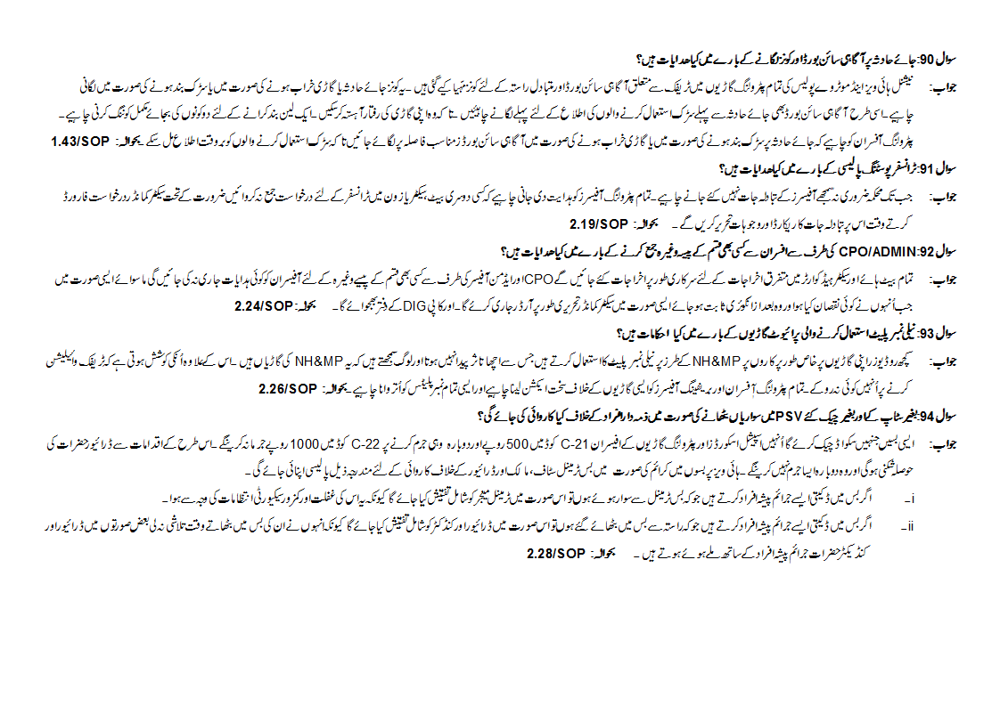 سوال 90: جائے حادثہ پر آگاہی سائن بورڈ اور کونز لگانے کے بارے میں کیا ھدایات ہیں؟
جواب: نیشنل ہائی ویز اینڈ موٹروے پولیس کی تمام پٹرولنگ گاڑیوں میں ٹریفک سے متعلق آگاہی سائن بورڈ اور متبادل راستہ کے لئے کونز مہیا کیے گئی ہیں ۔ یہ کونز جائے حادثہ یا گاڑی خراب ہونے کی صورت میں یا سڑک بند ہونے کی صورت میں لگانی
چاہیے۔ اسی طرح آگاہی سائن بورڈ بھی جائے حادثہ سے پہلے سڑک استعمال کرنے والوں کی اطلاع کے لئے پہلے لگانے چاہئیں ۔ تا کہ وہ اپنی گاڑی کی رفتار آہستہ کر سکیں ۔ ایک لین بند کرانے کے لئے دو کونوں کی بجائے مکمل کوننگ کرنی چاہیے ۔
پٹرولنگ آفسران کو چاہیے کہ جائے حادثہ پر سڑک بند ہونے کی صورت میں یا گاڑی خراب ہونے کی صورت میں آگاہی سائن بورڈز مناسب فاصلہ پر لگائے جائیں تا کہ سڑک استعمال کرنے والوں کو بروقت اطلاع مل سکے ۔ بحوالہ: 1.43/SOP
سوال 91: ٹرانسفر پوسٹنگ پالیسی کے بارے میں کیا ھدایات ہیں؟
جواب: جب تک محکمہ ضروری نہ سمجھے آفیسرز کے تبادلہ جات نہیں کئے جانے چاہیے۔ تمام پٹرولنگ آفیسرز کو ہدایت دی جاتی چاہیے کہ کسی دوسری بیٹ، سیکٹر یا زون میں ٹرانسفر کے لئے درخواست جمع نہ کروائیں ضرورت کے تحت سیکٹر کمانڈر درخواست فارورڈ
کرتے وقت اس پر تبادلہ جات کا ریکارڈ اور وجوہات تحریر کریں گے ۔ بحوالہ: 2.19/SOP
سوال 92: CPO/ADMIN کی طرف سے افسران سے کسی بھی قسم کے پیسے وغیرہ جمع کرنے کے بارے میں کیا ھدایات ہیں؟
جواب: تمام بیٹ ہائے اور سیکٹر ہیڈ کوارٹر میں متفرق اخراجات کے لئے سرکاری طور پر اخراجات کئے جائیں گے CPO اور ایڈمن آفیسر کی طرف سے کسی بھی قسم کے پیسے وغیرہ کے لئے آفیسران کو کوئی ہدایات جاری نہ کی جائیں گی ماسوائے ایسی صورت میں
جب اُنہوں نے کوئی نقصان کیا ہو اور وہ بعد از انکوئری ثابت ہو جائے ایسی صورت میں سیکٹر کمانڈر تحریری طور پر آرڈر جاری کرے گا۔ اور کاپی DIG کے دفتر بھجوائے گا ۔ بحوالہ: 2.24/SOP
سوال 93: نیلی نمبر پلیٹ استعمال کرنے والی پرائیوٹ گاڑیوں کے بارے میں کیا احکامات ہیں؟
جواب: کچھ روڈ یوزر اپنی گاڑیوں پر خاص طور پر کاروں پر NH&MP کے طرز پر نیلی نمبر پلیٹ کا استعمال کرتے ہیں جس سے اچھا تاثر پیدا نہیں ہوتا اور لوگ سمجھتے ہیں کہ یہ NH&MP کی گاڑیاں ہیں ۔ اس کے علاوہ اُنکی کوشش ہوتی ہے کہ ٹریفک وائیلیشن
کرنے پر اُنہیں کوئی نہ روکے ۔ تمام پٹرولنگ آفسران اور بریفینگ آفیسرز کو ایسی گاڑیوں کے خلاف سخت ایکشن لینا چاہیے اور ایسی تمام نمبر پلیٹس کو اُتروانا چاہیے ۔ بحوالہ: 2.26/SOP
سوال 94: بغیر سٹاپ کے اور بغیر چیک کئے PSV میں سواریاں بٹھانے کی صورت میں ذمہ دار افراد کے خلاف کیا کاروائی کی جائے گی؟
جواب: ایسی بسیں جنہیں سکواڈ چیک کرے گا اُنہیں اسپیشل اسکورڈز اور پٹرولنگ گاڑیوں کے افیسران C-21 کوڈ میں 500 روپے اور دوبارہ وہی جرم کرنے پر C-22 کوڈ میں 1000 روپے جرمانہ کرینگے ۔ اس طرح کے اقدامات سے ڈرائیور حضرات کی
حوصلہ شکنی ہوگی اور وہ دوبارہ ایسا جرم نہیں کرینگے ۔ ہائی ویز پر بسوں میں کرائم کی صورت میں بس ٹرمینل سٹاف، مالک اور ڈرائیور کے خلاف کاروائی کے لئے مندرجہ ذیل پالیسی اپنائی جائے گی ۔
i۔ اگر بس میں ڈکیتی ایسے جرائم پیشہ افراد کرتے ہیں جو کہ بس ٹرمینل سے سوار ہوئے ہوں تو اس صورت میں ٹرمینل مینجر کو شامل تفتیش کیا جائے گا کیونکہ یہ اس کی غفلت اور کمزور سیکیورٹی انتظامات کی وجہ سے ہوا ۔
ii۔ اگر بس میں ڈکیتی ایسے جرائم پیشہ افراد کرتے ہیں جو کہ راستہ سے بس میں بٹھائے گئے ہوں تو اس صورت میں ڈرائیور اور کنڈکٹر کو شامل تفتیش کیا جائے گا کیونکہ انہوں نے ان کی بس میں بٹھاتے وقت تلاشی نہ لی بعض صورتوں میں ڈرائیور اور
کنڈیکٹر حضرات جرائم پیشہ افراد کے ساتھ ملے ہوئے ہوتے ہیں ۔ بحوالہ: 2.28/SOP